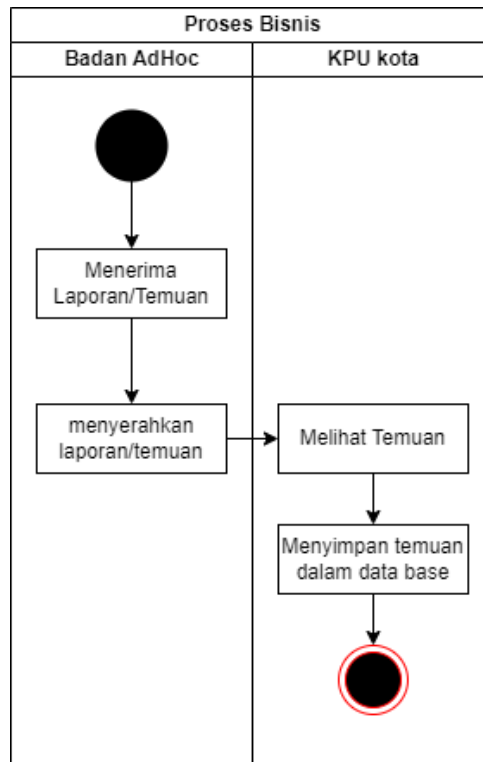 Proses Bisnis
Badan AdHoc
KPU kota
Menerima
Laporan/Temuan
menyerahkan
laporan/temuan
Melihat Temuan
Menyimpan temuan
dalam data base